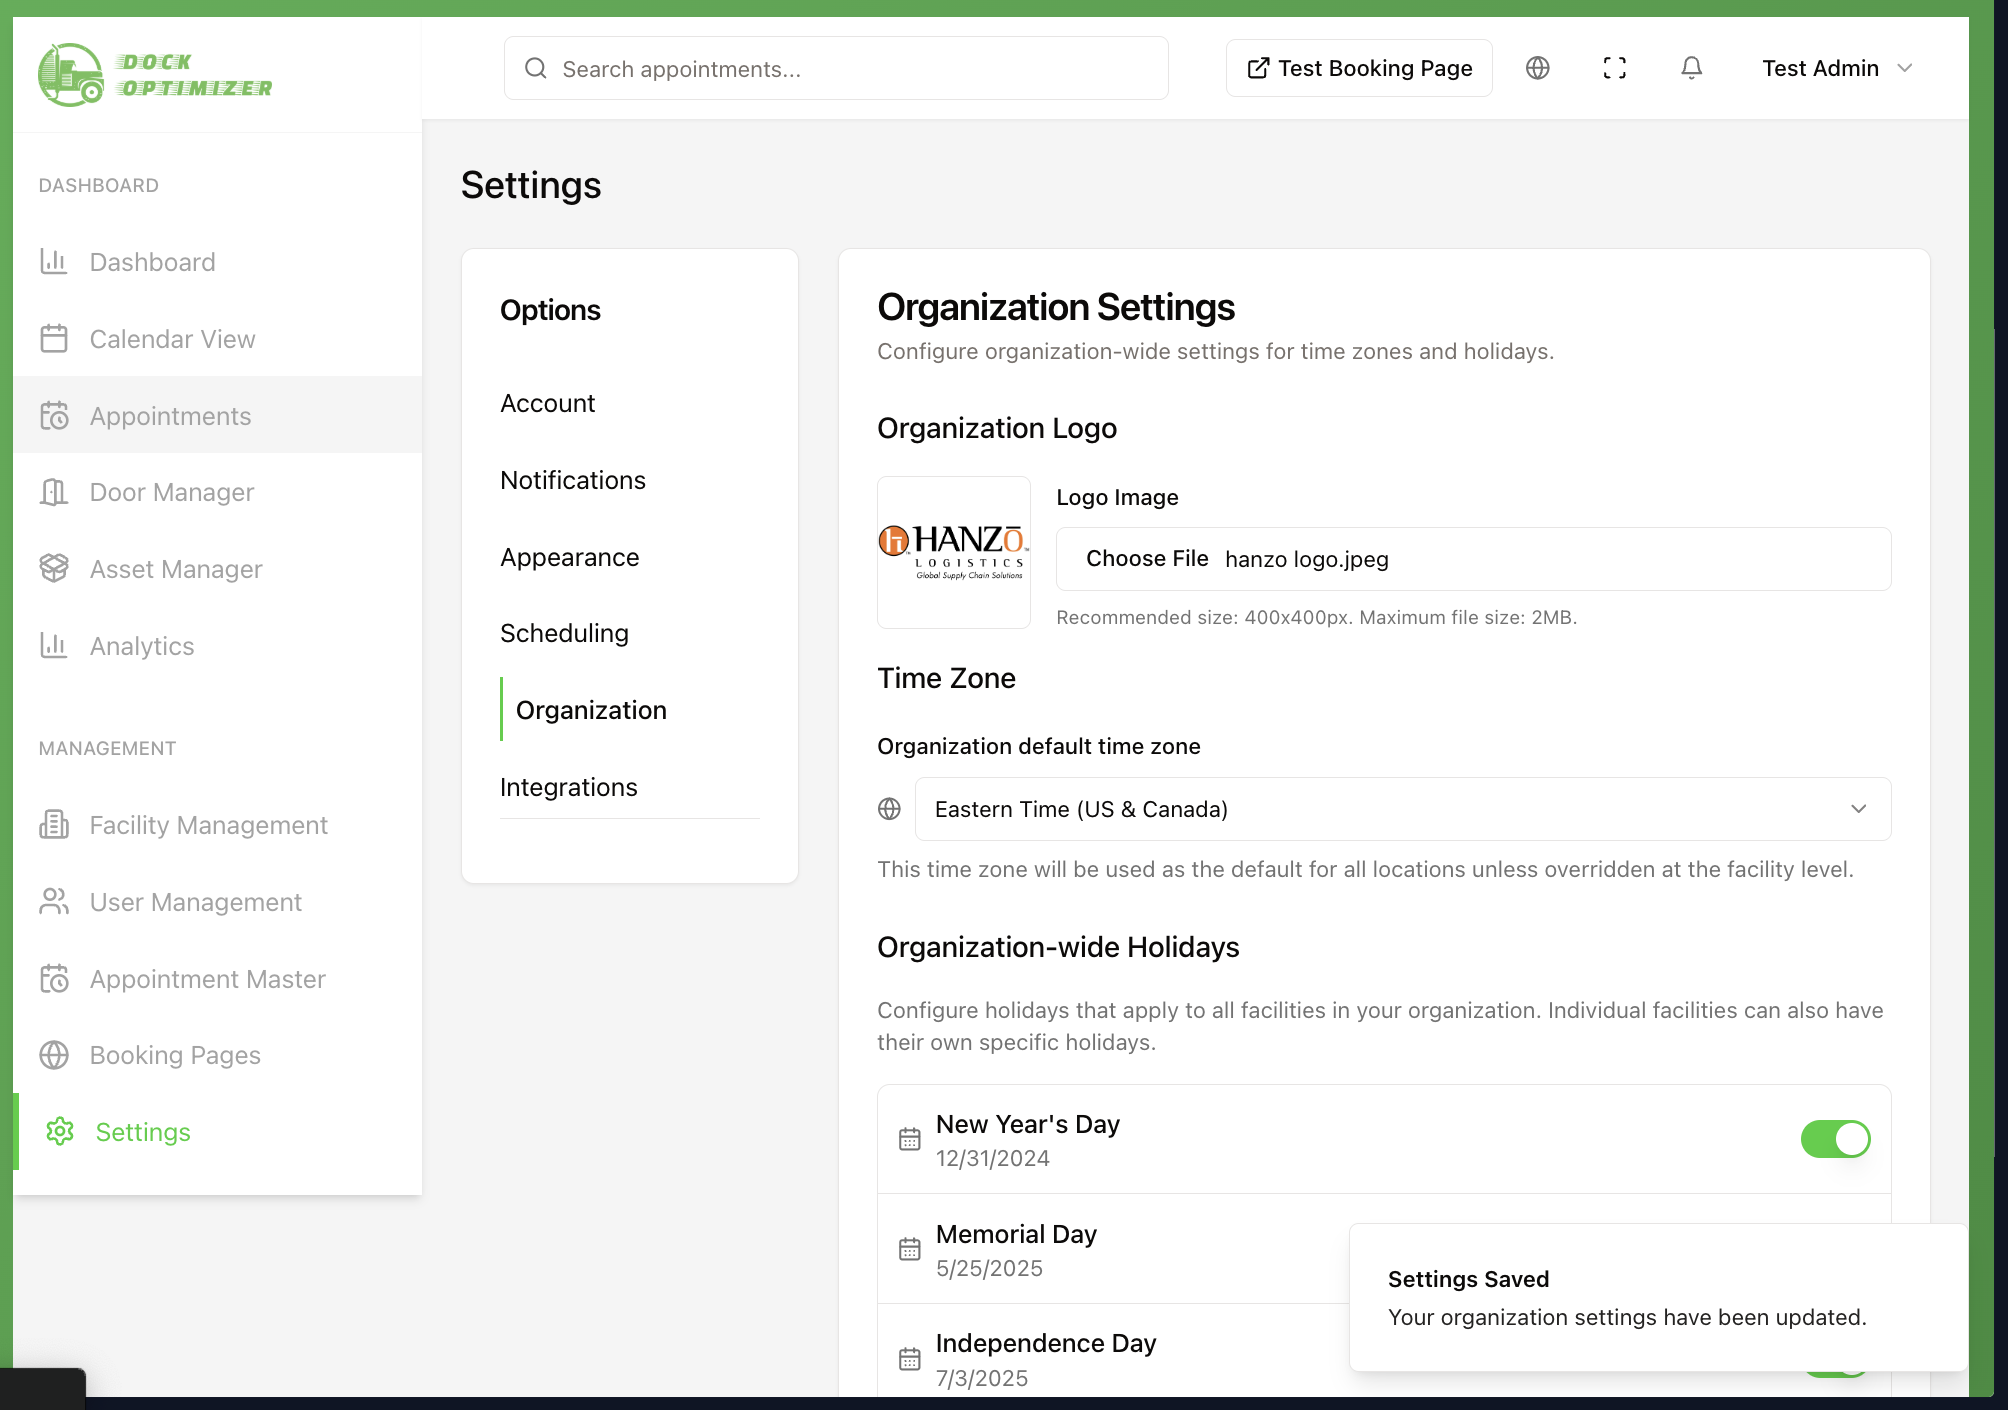 DOCK
OPTIMIZER
Search appointments...
Test Booking Page
Test Admin
DASHBOARD
Dashboard
Calendar View
Appointments
Door Manager
Asset Manager
Analytics
MANAGEMENT
Facility Management
User Management
Appointment Master
Booking Pages
Settings
Settings
Options
Account
Notifications
Appearance
Scheduling
Organization
Integrations
Organization Settings
Configure organization-wide settings for time zones and holidays.
Organization Logo
HANZŌ
LOGISTICS
Global Supply Chain Solutions
Logo Image
Choose File hanzo logo.jpeg
Recommended size: 400x400px. Maximum file size: 2MB.
Time Zone
Organization default time zone
Eastern Time (US & Canada)
This time zone will be used as the default for all locations unless overridden at the facility level.
Organization-wide Holidays
Configure holidays that apply to all facilities in your organization. Individual facilities can also have
their own specific holidays.
New Year's Day
12/31/2024
Memorial Day
5/25/2025
Independence Day
7/3/2025
Settings Saved
Your organization settings have been updated.